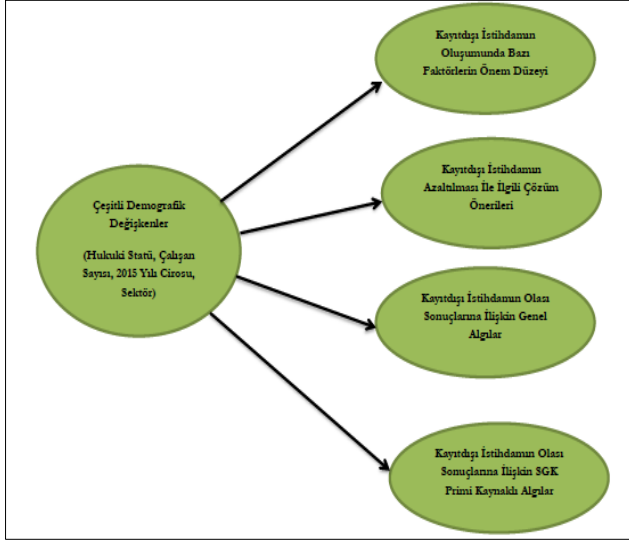 Kayıtdışı İstihdamın
Oluşumunda Bazı
Faktörlerin Önem Düzeyi
Kayıtdışı İstihdamın
Azaltılması İle İlgili Çözüm
Önerileri
Çeşitli Demografik
Değişkenler
(Hukuki Statü, Çalışan
Sayısı, 2015 Yılı Cirosu,
Sektör)
Kayıtdışı İstihdamın Olası
Sonuçlarına İlişkin Genel
Algılar
Kayıtdışı İstihdamın Olası
Sonuçlarına İlişkin SGK
Primi Kaynaklı Algılar